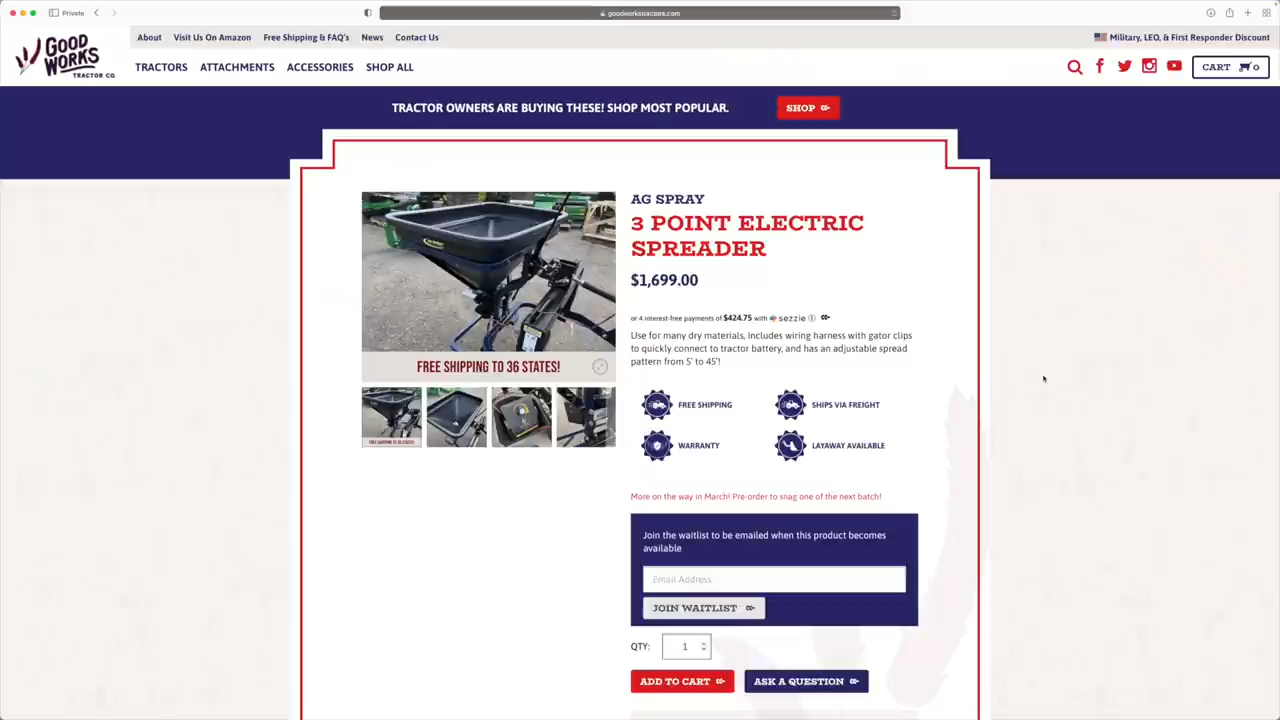 Private
goodworkstractors.com
GOOD WORKS TRACTOR CO
About Visit Us On Amazon Free Shipping & FAQ's News Contact Us
Military, LEO, & First Responder Discount
TRACTORS ATTACHMENTS ACCESSORIES SHOP ALL
CART 0
TRACTOR OWNERS ARE BUYING THESE! SHOP MOST POPULAR.
SHOP
AG SPRAY
3 POINT ELECTRIC
SPREADER
$1,699.00
or 4 interest-free payments of $424.75 with sezzle
Use for many dry materials, includes wiring harness with gator clips
to quickly connect to tractor battery, and has an adjustable spread
pattern from 5' to 45'!
FREE SHIPPING TO 36 STATES!
FREE SHIPPING TO 36 STATES!
FREE SHIPPING
SHIPS VIA FREIGHT
WARRANTY
LAYAWAY AVAILABLE
More on the way in March! Pre-order to snag one of the next batch!
Join the waitlist to be emailed when this product becomes
available
Email Address
JOIN WAITLIST
QTY: 1
ADD TO CART
ASK A QUESTION